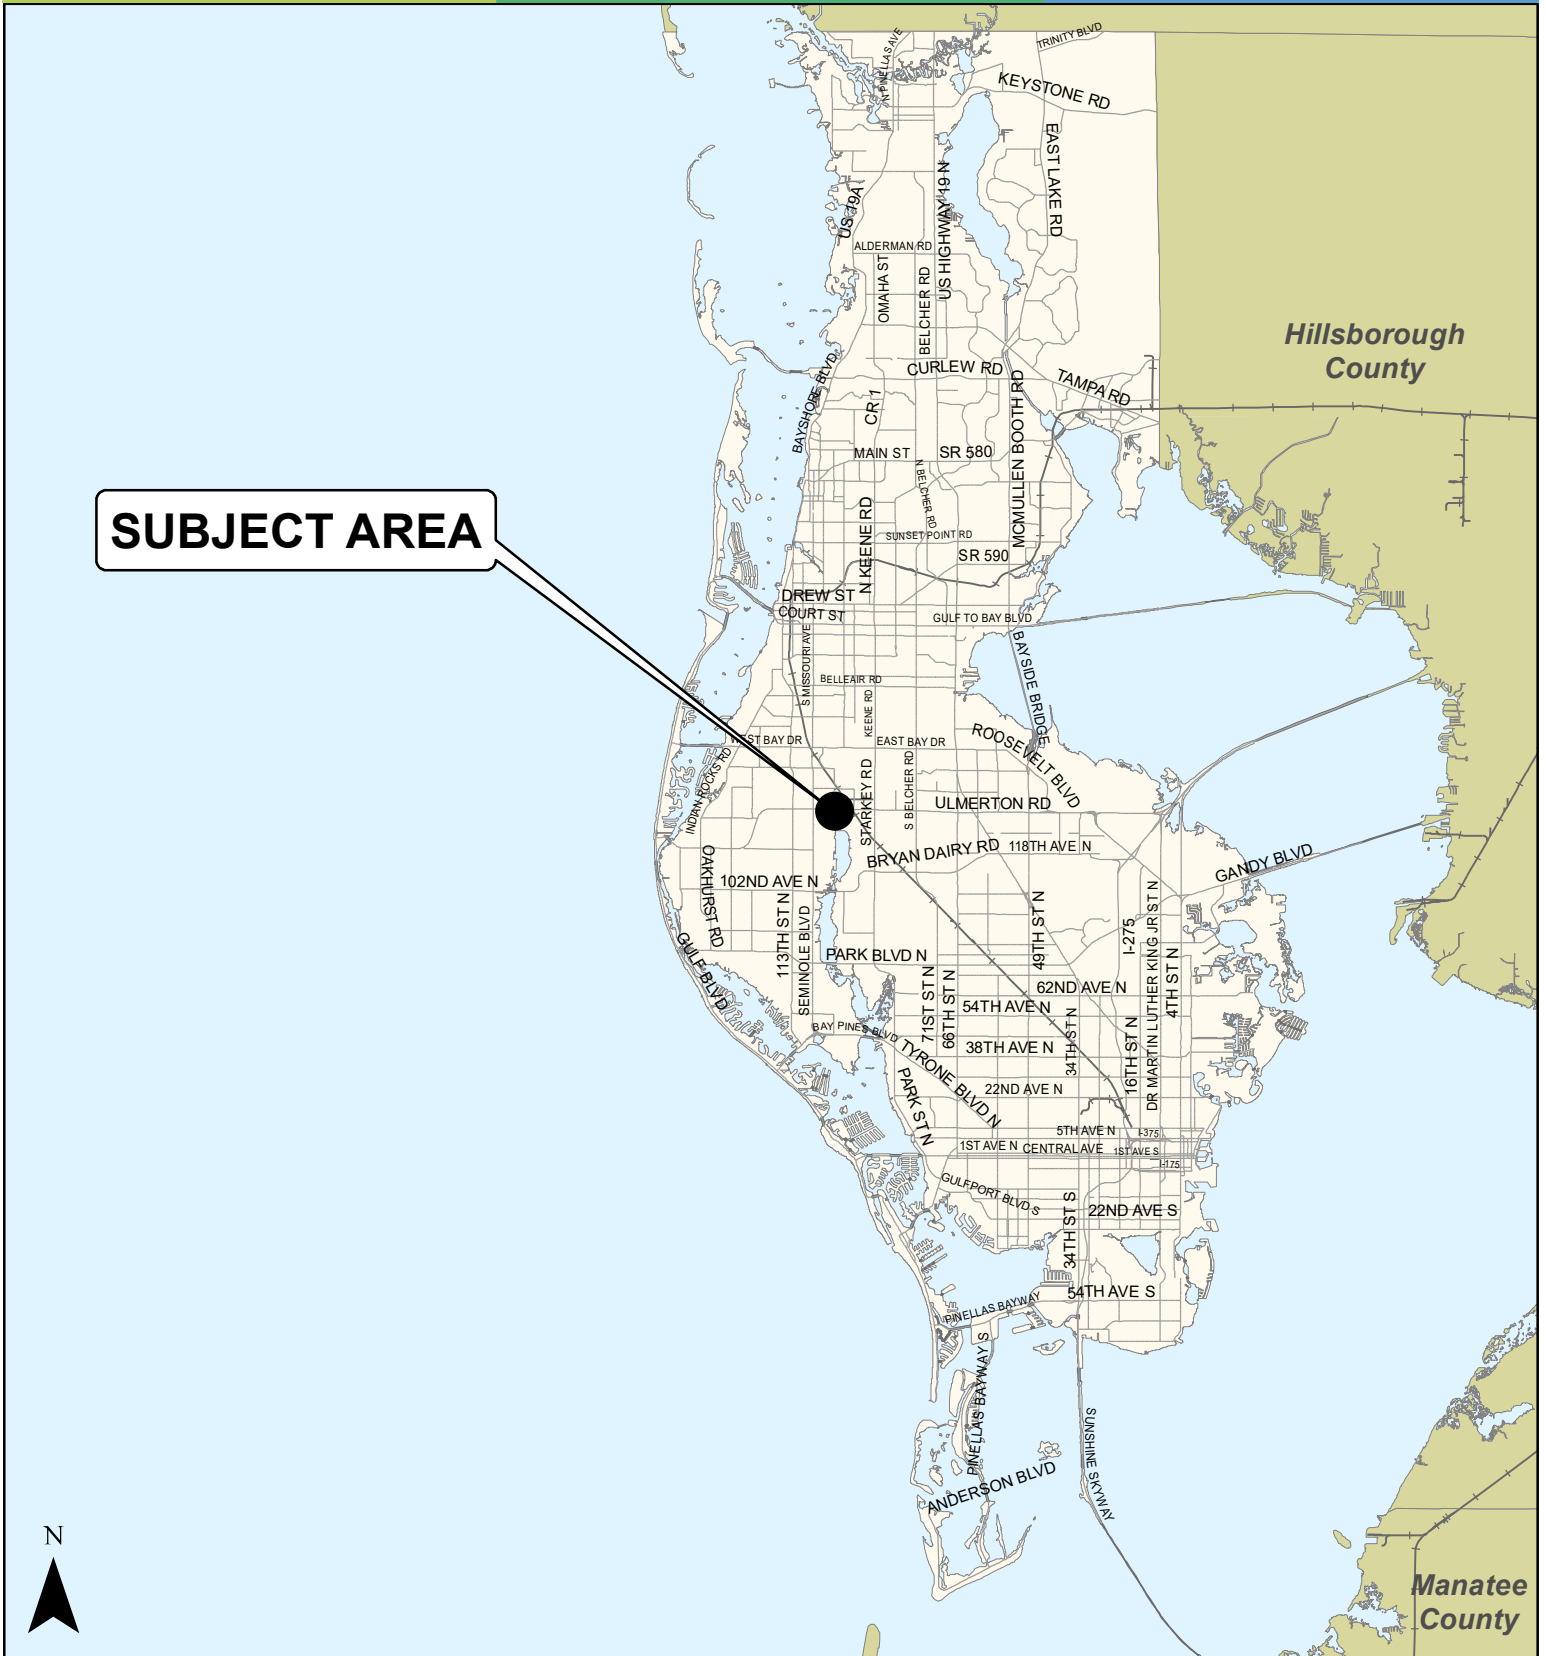 TRINITY BLVD
N PINELLAS AVE
KEYSTONE RD
EAST LAKE RD
US HIGHWAY 19 N
US 19A
ALDERMAN RD
OMAHA ST
BELCHER RD
Hillsborough
County
CURLEW RD
TAMPA RD
BAYSHORE BLVD
CR 1
MCMULLEN BOOTH RD
MAIN ST
SR 580
N BELCHER RD
SUBJECT AREA
N KEENE RD
SUNSET POINT RD
SR 590
DREW ST
COURT ST
GULF TO BAY BLVD
S MISSOURI AVE
BAYSIDE BRIDGE
BELLEAIR RD
KEENE RD
WEST BAY DR
EAST BAY DR
ROOSEVELT BLVD
INDIAN ROCKS RD
STARKEY RD
S BELCHER RD
ULMERTON RD
OAKHURST RD
BRYAN DAIRY RD
118TH AVE N
GANDY BLVD
102ND AVE N
113TH ST N
SEMINOLE BLVD
49TH ST N
I-275
DR MARTIN LUTHER KING JR ST N
4TH ST N
GULF BLVD
PARK BLVD N
71ST ST N
66TH ST N
62ND AVE N
54TH AVE N
BAY PINES BLVD
TYRONE BLVD N
38TH AVE N
34TH ST N
16TH ST N
PARK ST N
22ND AVE N
5TH AVE N
I-375
1ST AVE N
CENTRAL AVE
1ST AVE S
I-175
GULFPORT BLVD S
34TH ST S
22ND AVE S
54TH AVE S
PINELLAS BAYWAY
PINELLAS BAYWAY S
SUNSHINE SKYWAY
ANDERSON BLVD
N
Manatee
County